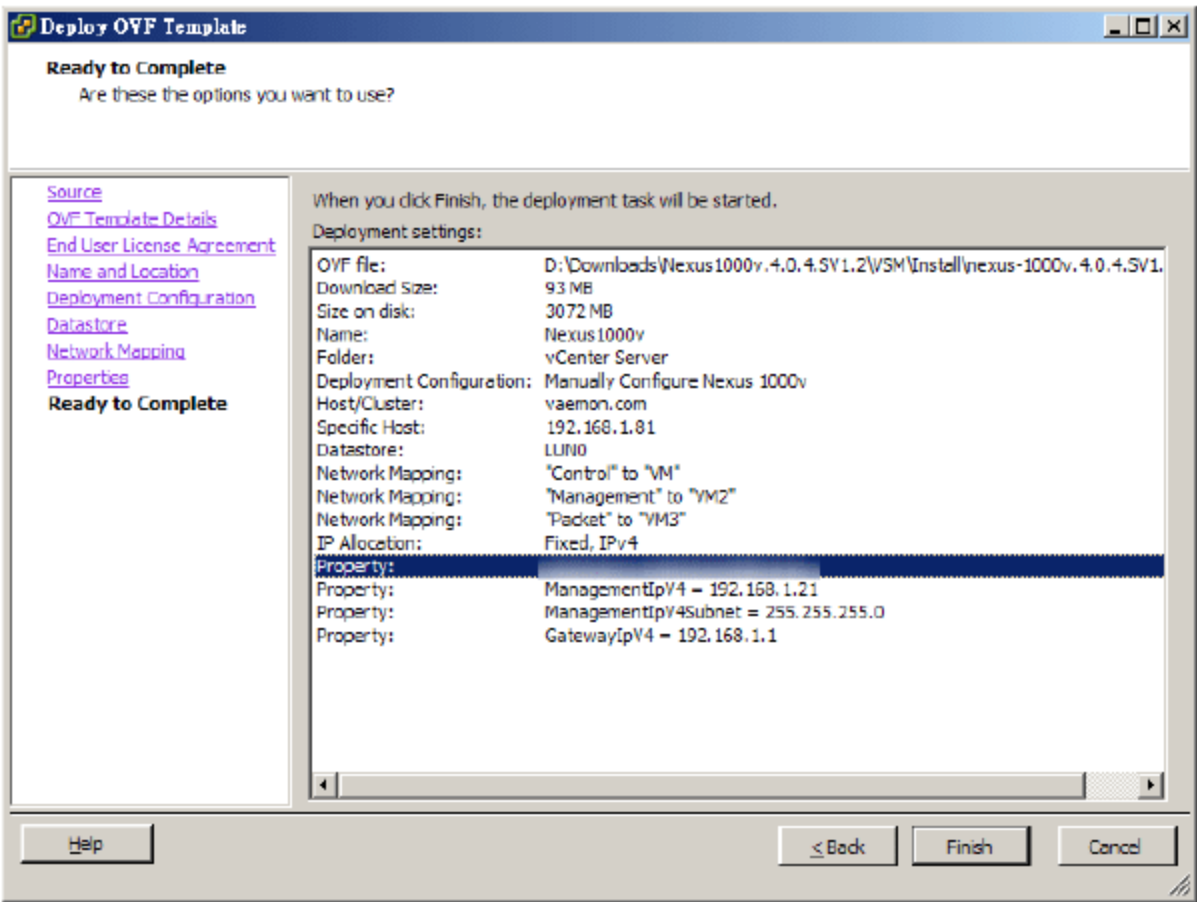 Deploy OVF Template
Ready to Complete
Are these the options you want to use?
Source
OVF Template Details
End User License Agreement
Name and Location
Deployment Configuration
Datastore
Network Mapping
Properties
Ready to Complete
When you click Finish, the deployment task will be started.
Deployment settings:
OVF file: D:\Downloads\Nexus1000v.4.0.4.SV1.2\VSM\Install\nexus-1000v.4.0.4.SV1.
Download Size: 93 MB
Size on disk: 3072 MB
Name: Nexus1000v
Folder: vCenter Server
Deployment Configuration: Manually Configure Nexus 1000v
Host/Cluster: vaemon.com
Specific Host: 192.168.1.81
Datastore: LUN0
Network Mapping: "Control" to "VM"
Network Mapping: "Management" to "VM2"
Network Mapping: "Packet" to "VM3"
IP Allocation: Fixed, IPv4
Property:
Property: ManagementIpV4 = 192.168.1.21
Property: ManagementIpV4Subnet = 255.255.255.0
Property: GatewayIpV4 = 192.168.1.1
Help
< Back
Finish
Cancel